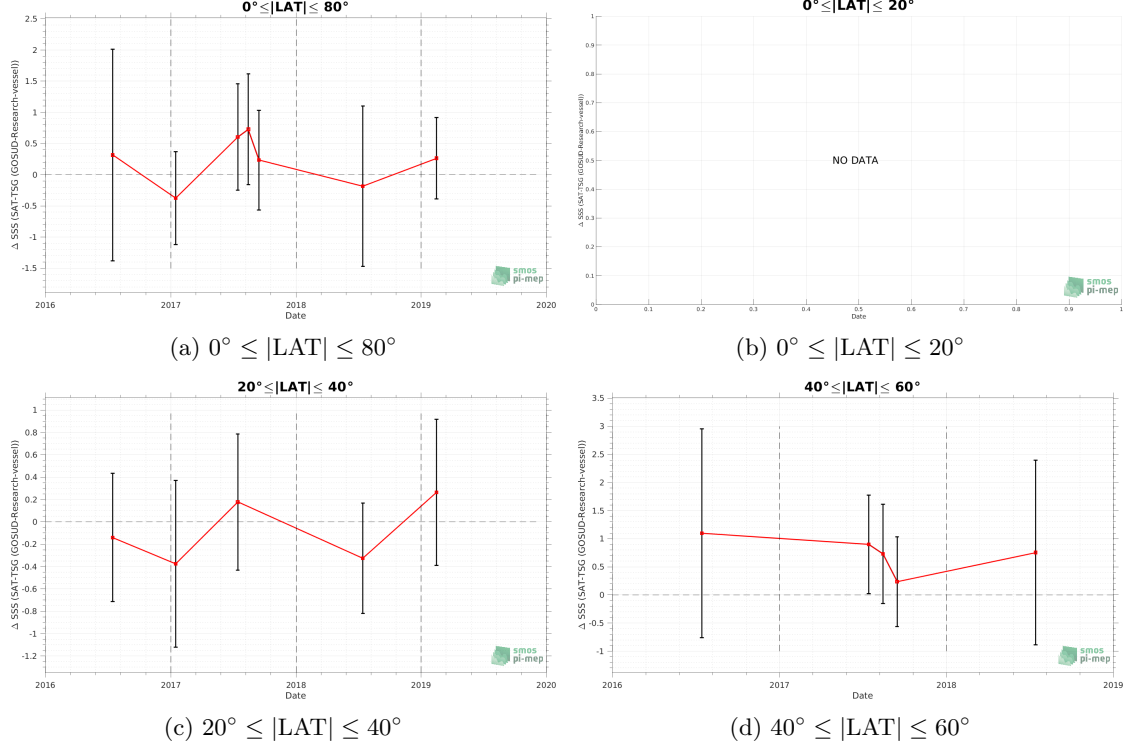 0°≤|LAT|≤ 80°
Δ SSS (SAT-TSG (GOSUD-Research-vessel))
2.5
2
1.5
1
0.5
0
-0.5
-1
-1.5
2016
2017
2018
2019
2020
Date
smos
pi-mep
(a) 0° ≤ |LAT| ≤ 80°
0°≤|LAT|≤ 20°
Δ SSS (SAT-TSG (GOSUD-Research-vessel))
1
0.9
0.8
0.7
0.6
0.5
0.4
0.3
0.2
0.1
0
NO DATA
0
0.1
0.2
0.3
0.4
0.5
0.6
0.7
0.8
0.9
1
Date
smos
pi-mep
(b) 0° ≤ |LAT| ≤ 20°
20°≤|LAT|≤ 40°
Δ SSS (SAT-TSG (GOSUD-Research-vessel))
1
0.8
0.6
0.4
0.2
0
-0.2
-0.4
-0.6
-0.8
-1
-1.2
2016
2017
2018
2019
2020
Date
smos
pi-mep
(c) 20° ≤ |LAT| ≤ 40°
40°≤|LAT|≤ 60°
Δ SSS (SAT-TSG (GOSUD-Research-vessel))
3.5
3
2.5
2
1.5
1
0.5
0
-0.5
-1
2016
2017
2018
2019
Date
smos
pi-mep
(d) 40° ≤ |LAT| ≤ 60°